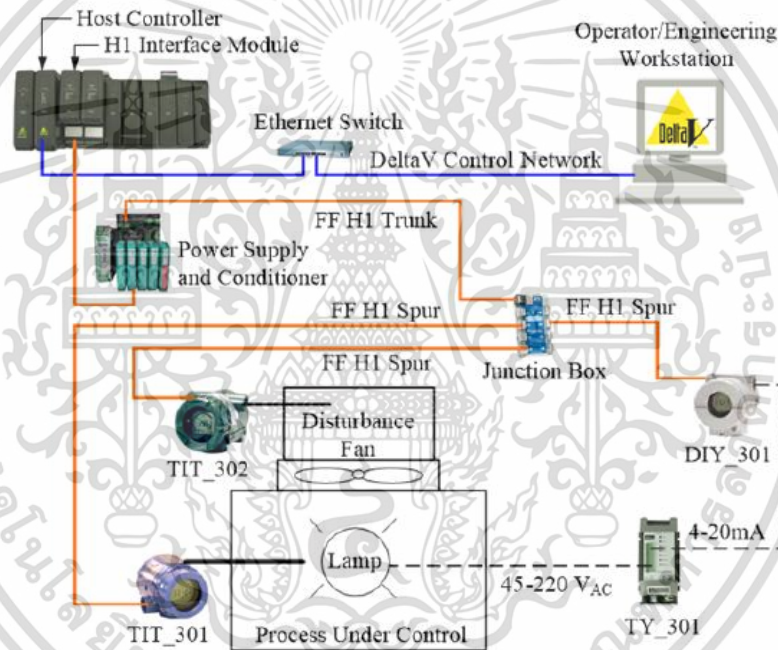 Host Controller
H1 Interface Module
Operator/Engineering
Workstation
Ethernet Switch
DeltaV
DeltaV Control Network
FF H1 Trunk
Power Supply
and Conditioner
FF H1 Spur
FF H1 Spur
FF H1 Spur
Junction Box
Disturbance
Fan
TIT_302
DIY_301
4-20mA
Lamp
45-220 VAC
TIT_301
Process Under Control
TY_301